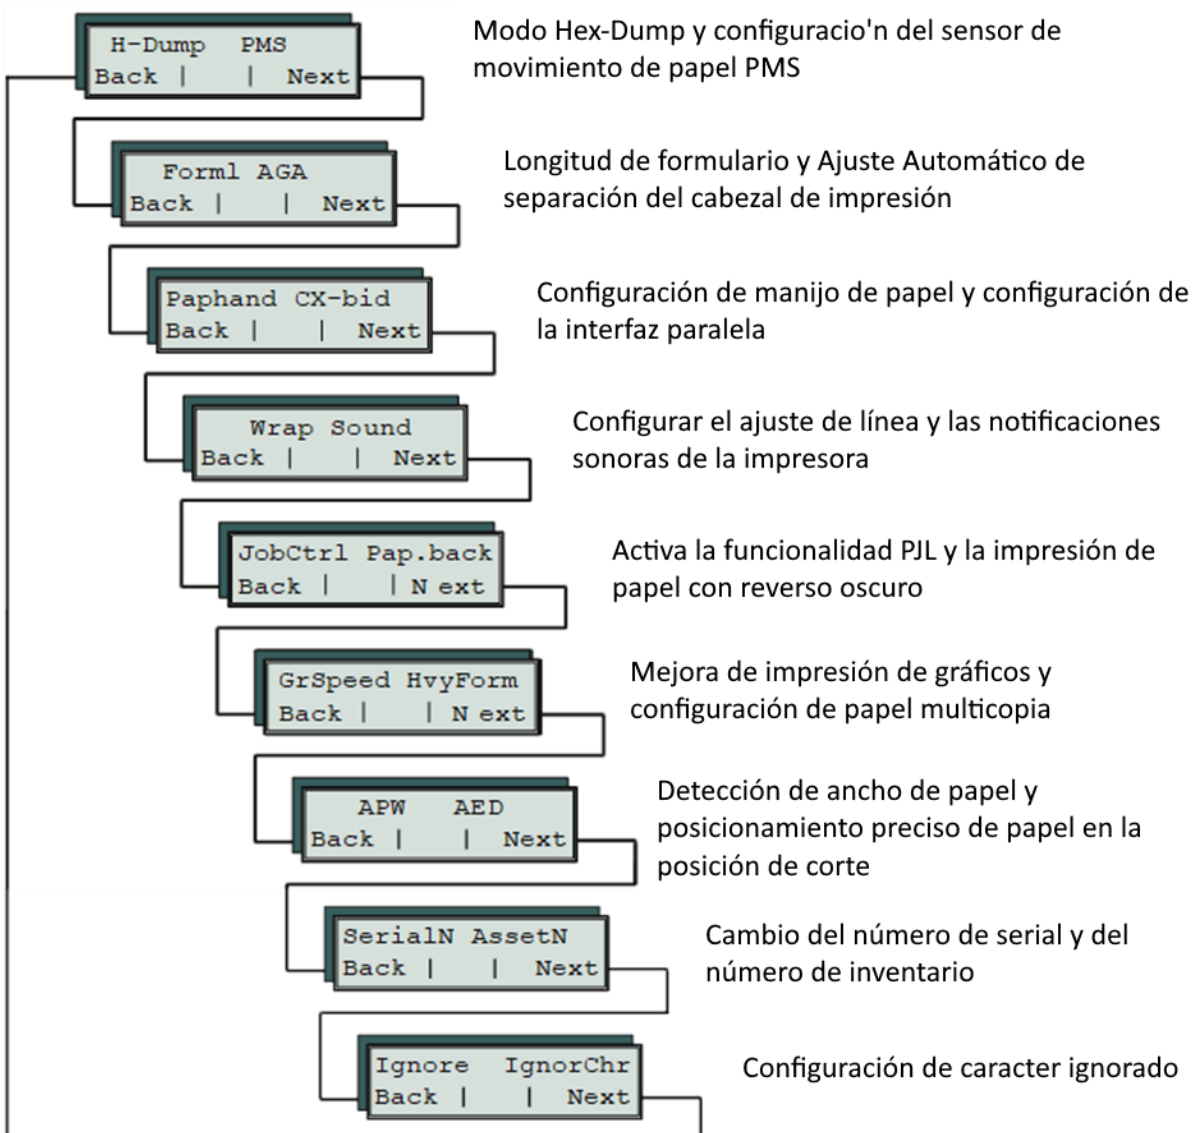 H-Dump PMS
Back | | Next
Modo Hex-Dump y configuracio'n del sensor de
movimiento de papel PMS
Forml AGA
Back | | Next
Longitud de formulario y Ajuste Automático de
separación del cabezal de impresión
Paphand CX-bid
Back | | Next
Configuración de manijo de papel y configuración de
la interfaz paralela
Wrap Sound
Back | | Next
Configurar el ajuste de línea y las notificaciones
sonoras de la impresora
JobCtrl Pap.back
Back | | N ext
Activa la funcionalidad PJL y la impresión de
papel con reverso oscuro
GrSpeed HvyForm
Back | | N ext
Mejora de impresión de gráficos y
configuración de papel multicopia
APW AED
Back | | Next
Detección de ancho de papel y
posicionamiento preciso de papel en la
posición de corte
SerialN AssetN
Back | | Next
Cambio del número de serial y del
número de inventario
Ignore IgnorChr
Back | | Next
Configuración de caracter ignorado